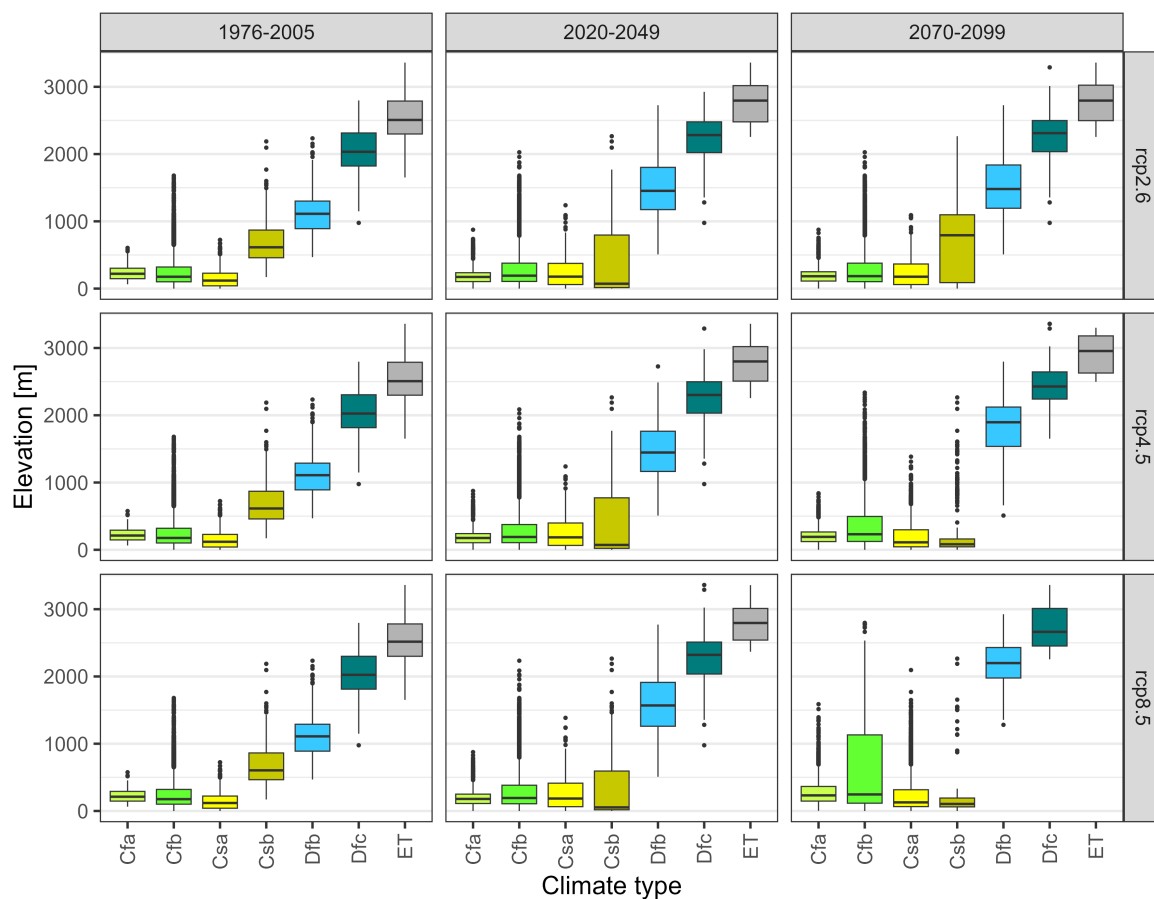 1976-2005
2020-2049
2070-2099
3000
2000
1000
0
rcp2.6
3000
2000
1000
0
rcp4.5
3000
2000
1000
0
rcp8.5
Elevation [m]
Cfa
Cfb
Csa
Csb
Dfb
Dfc
ET
Cfa
Cfb
Csa
Csb
Dfb
Dfc
ET
Cfa
Cfb
Csa
Csb
Dfb
Dfc
ET
Climate type